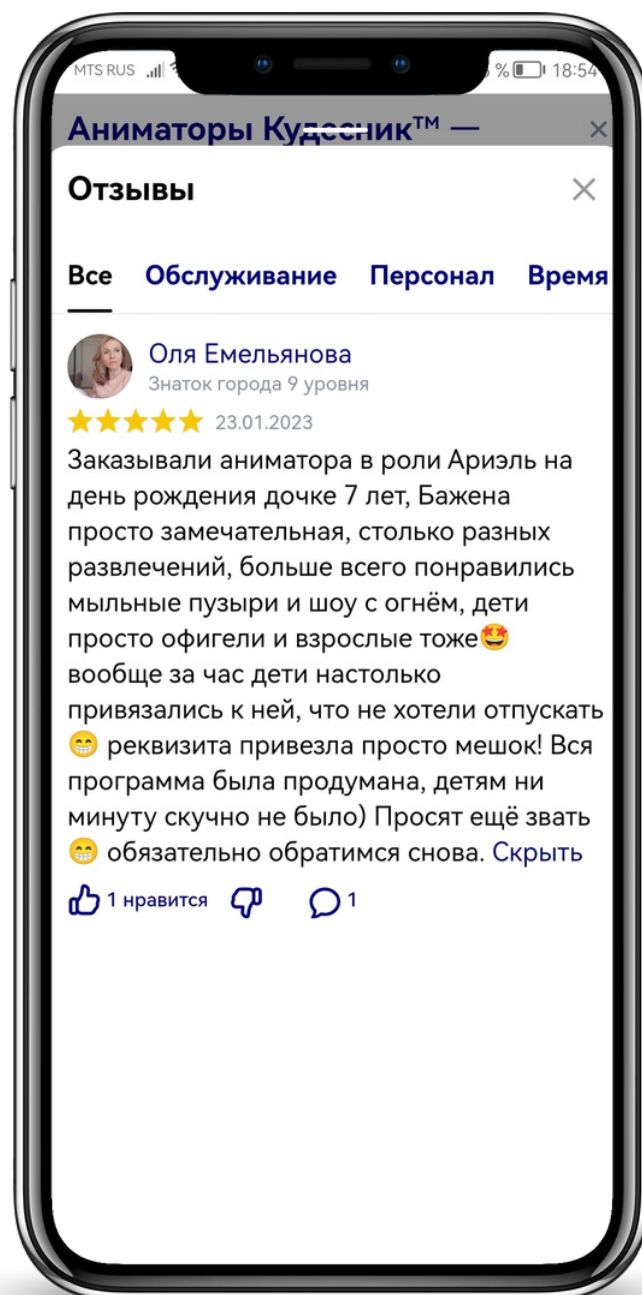 MTS RUS % 18:54
Аниматоры Кудесник™ —
Отзывы
Все Обслуживание Персонал Время
Оля Емельянова
Знаток города 9 уровня
23.01.2023
Заказывали аниматора в роли Ариэль на
день рождения дочке 7 лет, Бажена
просто замечательная, столько разных
развлечений, больше всего понравились
мыльные пузыри и шоу с огнём, дети
просто офигели и взрослые тоже🤩
вообще за час дети настолько
привязались к ней, что не хотели отпускать
😁 реквизита привезла просто мешок! Вся
программа была продумана, детям ни
минуту скучно не было) Просят ещё звать
😁 обязательно обратимся снова. Скрыть
1 нравится 1